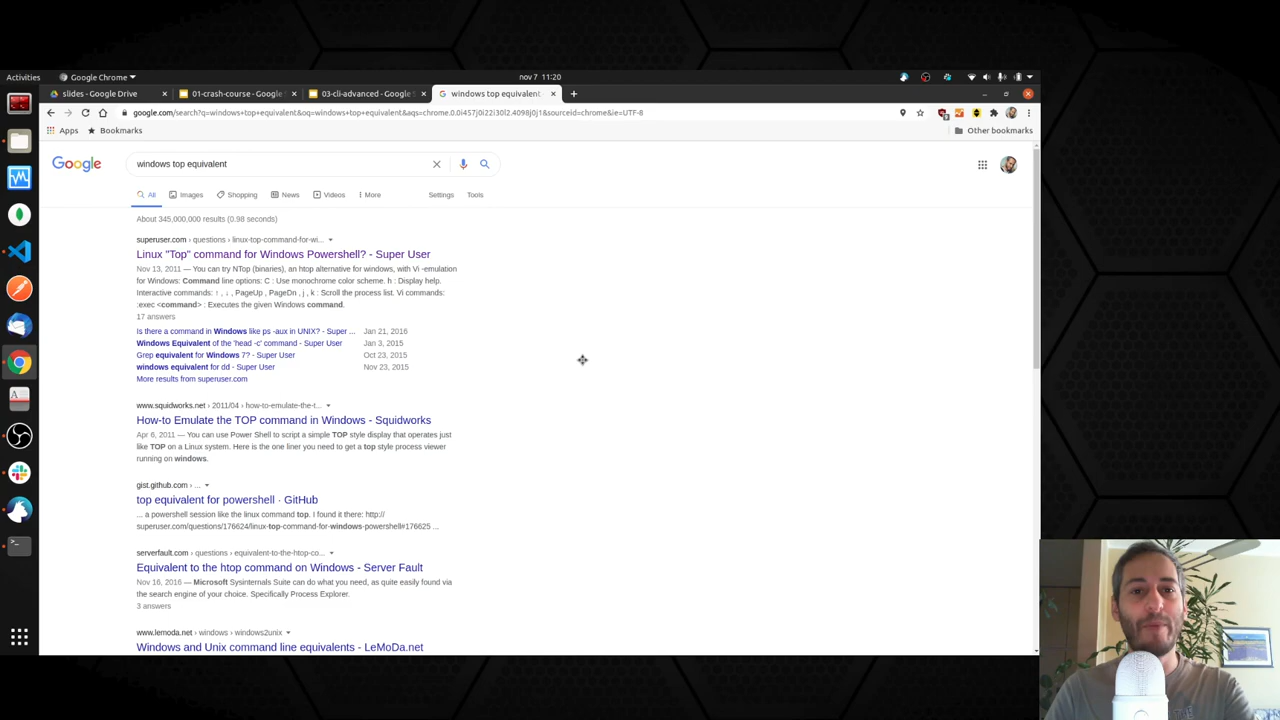 Activities
Google Chrome
nov 7 11:20
slides - Google Drive
01-crash-course - Google
03-cli-advanced - Google S
windows top equivalent
google.com/search?q=windows+top+equivalent&oq=windows+top+equivalent&aqs=chrome.0.0i457j0i22i30l2.4098j0j1&sourceid=chrome&ie=UTF-8
Apps
Bookmarks
Other bookmarks
Google
windows top equivalent
All
Images
Shopping
News
Videos
More
Settings
Tools
About 345,000,000 results (0.98 seconds)
superuser.com › questions › linux-top-command-for-wi...
Linux "Top" command for Windows Powershell? - Super User
Nov 13, 2011 — You can try NTop (binaries), an htop alternative for windows, with Vi -emulation
for Windows: Command line options: C : Use monochrome color scheme. h : Display help.
Interactive commands: ↑ , ↓ , PageUp , PageDn , j , k : Scroll the process list. Vi commands:
:exec <command> : Executes the given Windows command.
17 answers
Is there a command in Windows like ps -aux in UNIX? - Super ... Jan 21, 2016
Windows Equivalent of the 'head -c' command - Super User Jan 3, 2015
Grep equivalent for Windows 7? - Super User Oct 23, 2015
windows equivalent for dd - Super User Nov 23, 2015
More results from superuser.com
www.squidworks.net › 2011/04 › how-to-emulate-the-t...
How-to Emulate the TOP command in Windows - Squidworks
Apr 6, 2011 — You can use Power Shell to script a simple TOP style display that operates just
like TOP on a Linux system. Here is the one liner you need to get a top style process viewer
running on windows.
gist.github.com › ...
top equivalent for powershell · GitHub
... a powershell session like the linux command top. I found it there: http://
superuser.com/questions/176624/linux-top-command-for-windows-powershell#176625 ...
serverfault.com › questions › equivalent-to-the-htop-co...
Equivalent to the htop command on Windows - Server Fault
Nov 16, 2016 — Microsoft Sysinternals Suite can do what you need, as quite easily found via
the search engine of your choice. Specifically Process Explorer.
3 answers
www.lemoda.net › windows › windows2unix
Windows and Unix command line equivalents - LeMoDa.net